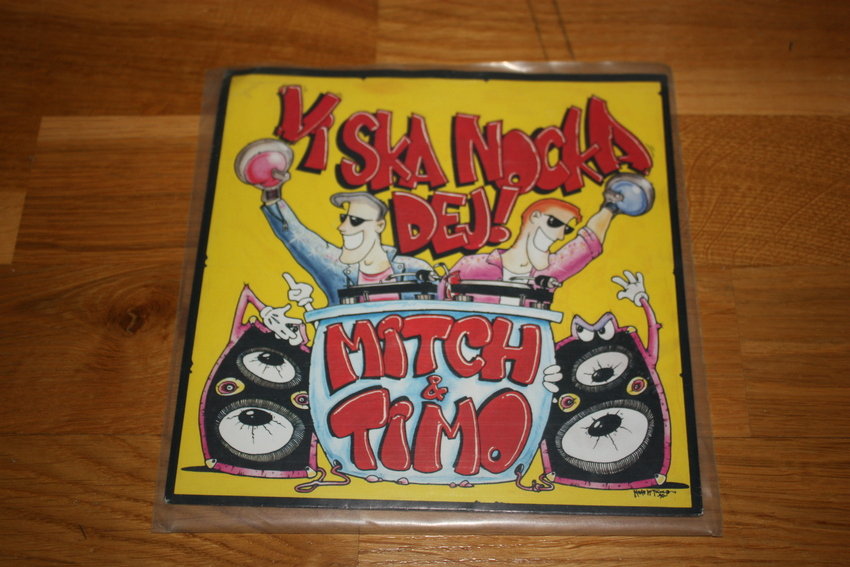 Vi SKA NOCKA
DEJ!
MiTCH
&
TiMO